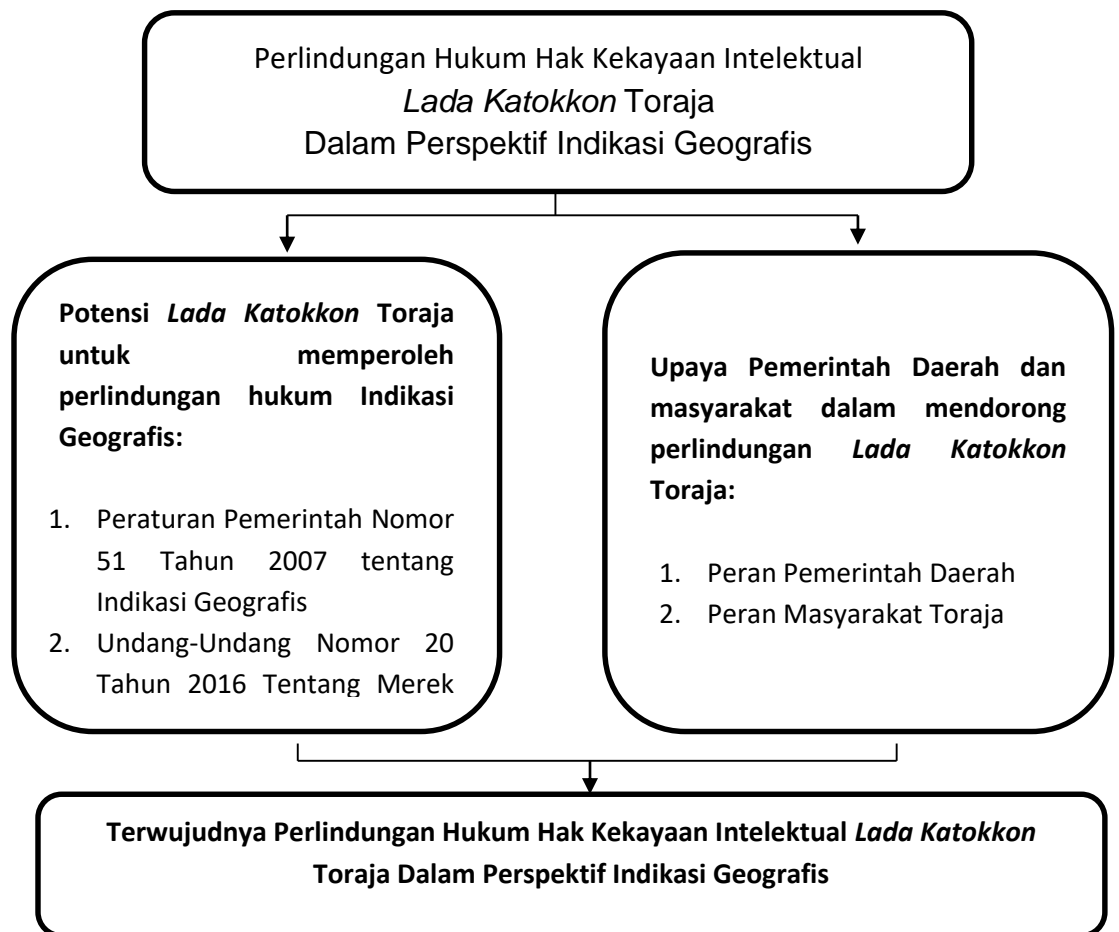 Perlindungan Hukum Hak Kekayaan Intelektual
Lada Katokkon Toraja
Dalam Perspektif Indikasi Geografis
Potensi Lada Katokkon Toraja
untuk memperoleh
perlindungan hukum Indikasi
Geografis:
1. Peraturan Pemerintah Nomor
51 Tahun 2007 tentang
Indikasi Geografis
2. Undang-Undang Nomor 20
Tahun 2016 Tentang Merek
Upaya Pemerintah Daerah dan
masyarakat dalam mendorong
perlindungan Lada Katokkon
Toraja:
1. Peran Pemerintah Daerah
2. Peran Masyarakat Toraja
Terwujudnya Perlindungan Hukum Hak Kekayaan Intelektual Lada Katokkon
Toraja Dalam Perspektif Indikasi Geografis